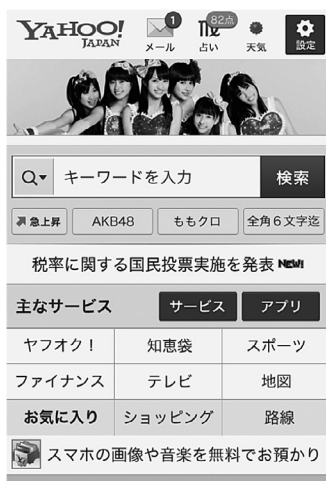 YAHOO!
JAPAN
1
メール
82点
占い
天気
設定
キーワードを入力
検索
急上昇
AKB48
ももクロ
全角6文字迄
税率に関する国民投票実施を発表 NEW!
主なサービス
サービス
アプリ
ヤフオク！ 知恵袋 スポーツ
ファイナンス テレビ 地図
お気に入り ショッピング 路線
スマホの画像や音楽を無料でお預かり